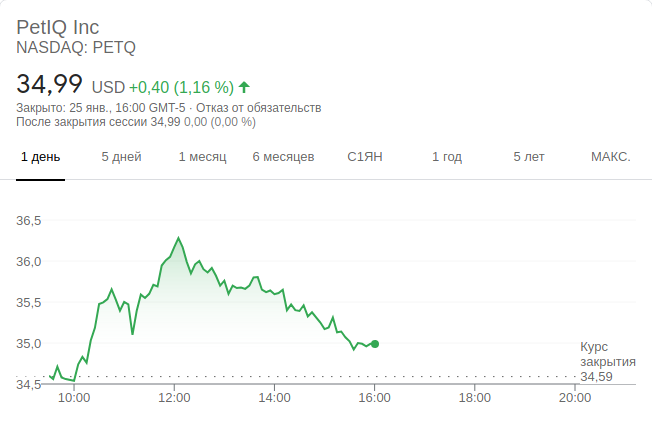 PetIQ Inc
NASDAQ: PETQ
34,99 USD +0,40 (1,16 %)
Закрыто: 25 янв., 16:00 GMT-5 · Отказ от обязательств
После закрытия сессии 34,99 0,00 (0,00 %)
1 день 5 дней 1 месяц 6 месяцев С1ЯН 1 год 5 лет МАКС.
36,5
36,0
35,5
35,0
34,5
Курс
закрытия
34,59
10:00 12:00 14:00 16:00 18:00 20:00